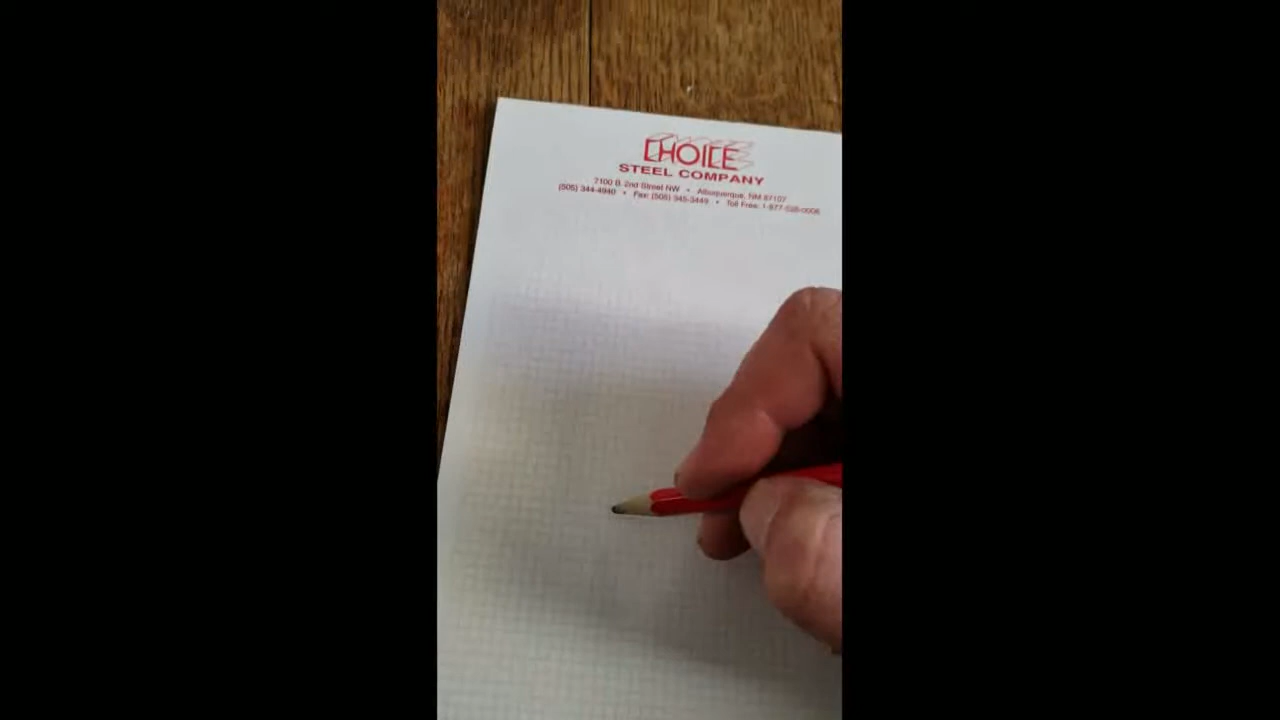 CHOICE
STEEL COMPANY
7100 B 2nd Street NW • Albuquerque, NM 87107
(505) 344-4940 • Fax: (505) 345-3449 • Toll Free: 1-877-